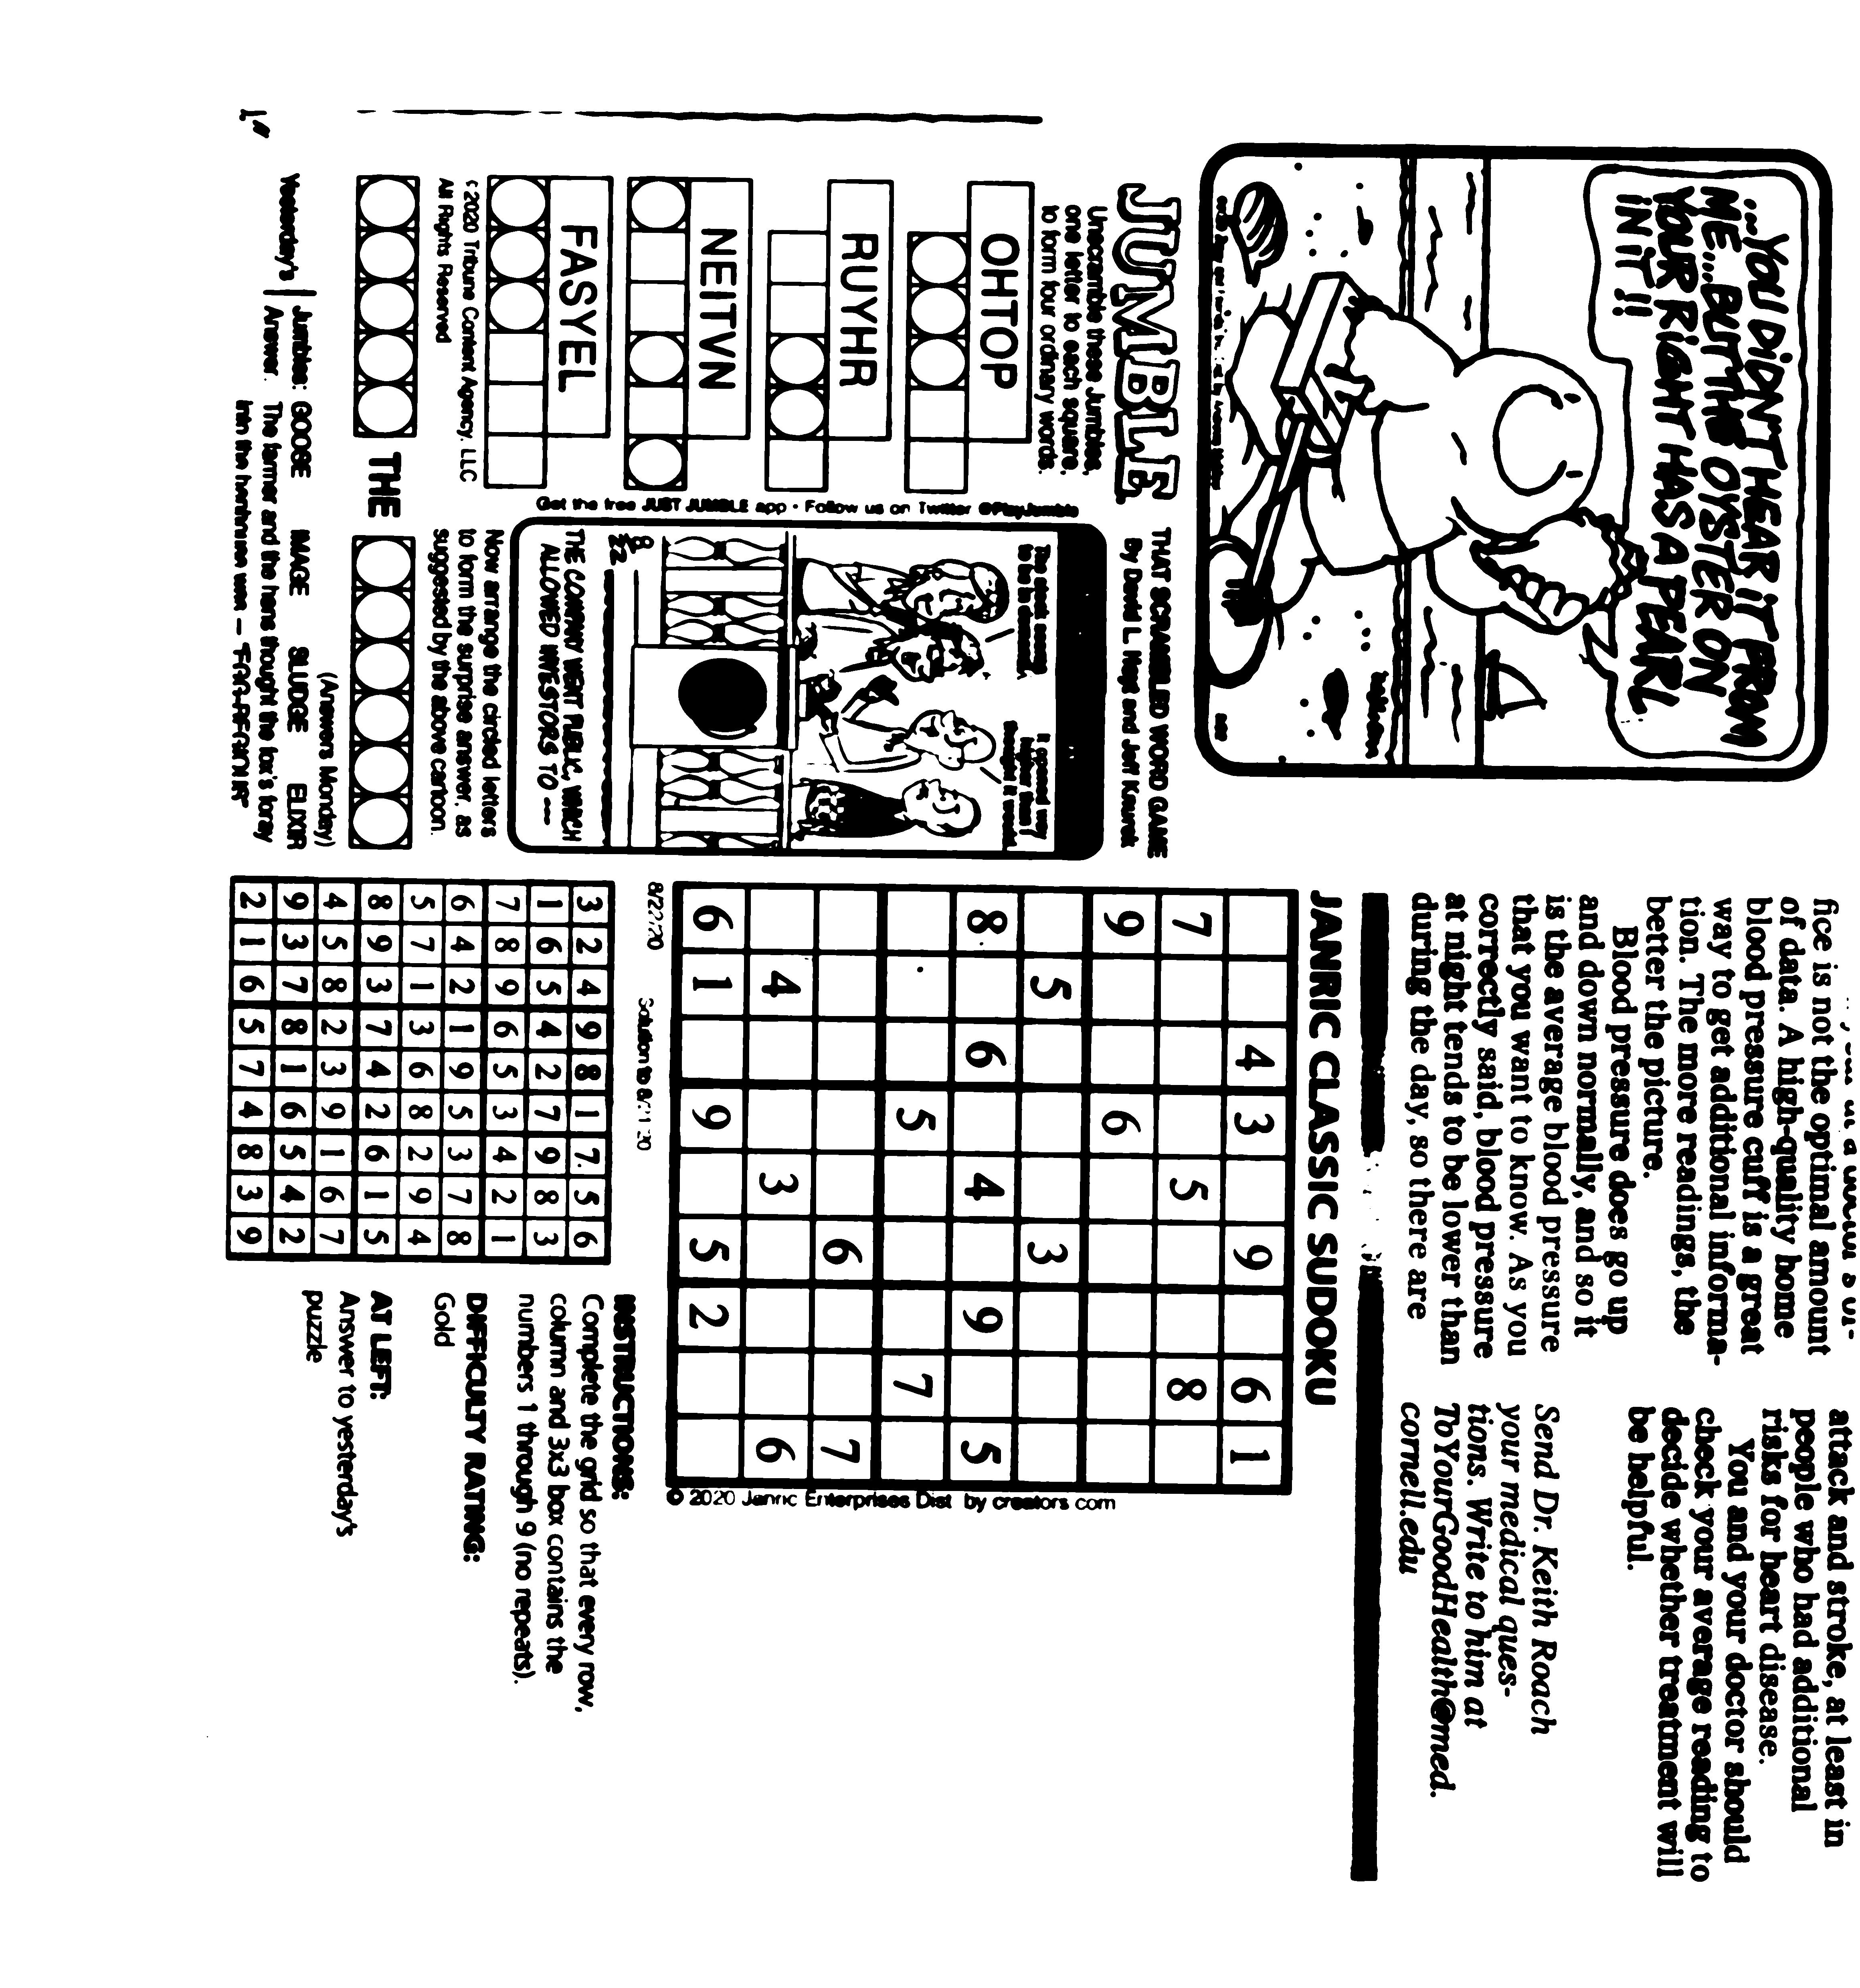 ...YOU DIDN'T HEAR IT FROM
ME... BUT THE OYSTER ON
YOUR RIGHT HAS A PEARL
IN IT!!
JUMBLE
THAT SCRAMBLED WORD GAME
By David L. Hoyt and Jeff Knurek
Unscramble these Jumbles,
one letter to each square,
to form four ordinary words.
OHTOP
RUYHR
NEITVN
FASYEL
©2020 Tribune Content Agency, LLC
All Rights Reserved
Get the free JUST JUMBLE app • Follow us on Twitter @PlayJumble
to be in demand.
It opened way
higher than I
thought it would.
THE COMPANY WENT PUBLIC, WHICH
ALLOWED INVESTORS TO ---
8
22
Now arrange the circled letters
to form the surprise answer, as
suggested by the above cartoon.
THE
(Answers Monday)
Yesterday's
Jumbles: GOOSE IMAGE SLUDGE ELIXIR
Answer: The farmer and the hens thought the fox's foray
into the henhouse was —
fice is not the optimal amount
of data. A high-quality home
blood pressure cuff is a great
way to get additional informa-
tion. The more readings, the
better the picture.
Blood pressure does go up
and down normally, and so it
is the average blood pressure
that you want to know. As you
correctly said, blood pressure
at night tends to be lower than
during the day, so there are
attack and stroke, at least in
people who had additional
risks for heart disease.
You and your doctor should
check your average reading to
decide whether treatment will
be helpful.
Send Dr. Keith Roach
your medical ques-
tions. Write to him at
ToYourGoodHealth@med.
cornell.edu
JANRIC CLASSIC SUDOKU
4 3 9 6 1
7 5 8
9 6
5 3
8 6 4 9 5
5 7
6 7
4 3 6
6 1 9 5 2
© 2020 Janric Enterprises Dist. by creators.com
8/22/20
Solution to 8/21/20
3 2 4 9 8 1 7 5 6
1 6 5 4 2 7 9 8 3
7 8 9 6 5 3 4 2 1
6 4 2 1 9 5 3 7 8
5 7 1 3 6 8 2 9 4
8 9 3 7 4 2 6 1 5
4 5 8 2 3 9 1 6 7
9 3 7 8 1 6 5 4 2
2 1 6 5 7 4 8 3 9
INSTRUCTIONS:
Complete the grid so that every row,
column and 3x3 box contains the
numbers 1 through 9 (no repeats).
DIFFICULTY RATING:
Gold
AT LEFT:
Answer to yesterday's
puzzle